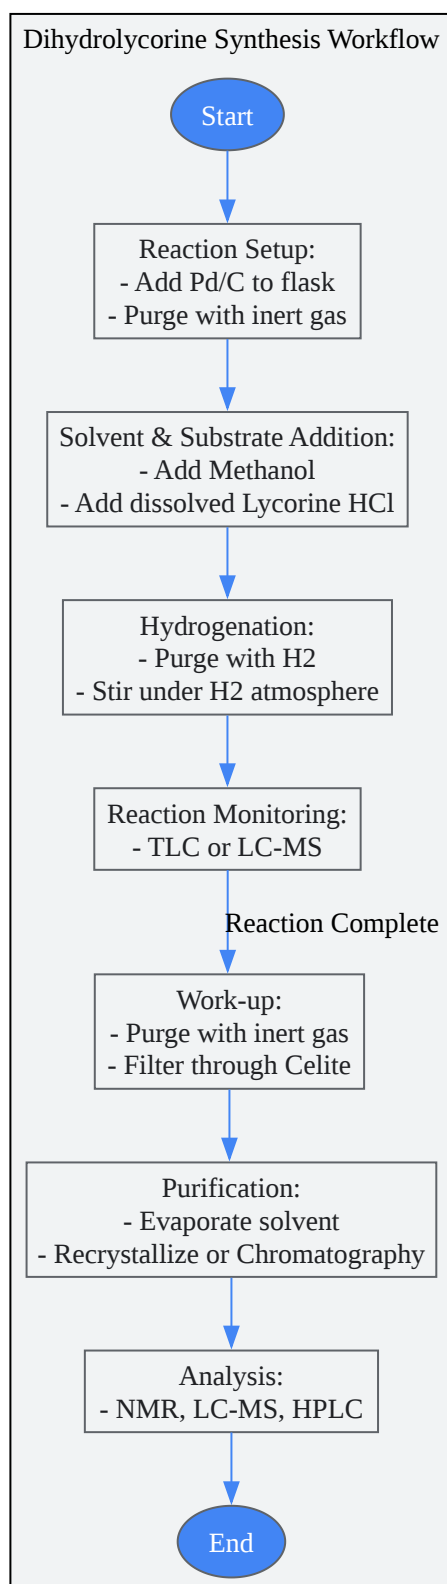 Dihydrolycorine Synthesis Workflow
Start
Reaction Setup:
- Add Pd/C to flask
- Purge with inert gas
Solvent & Substrate Addition:
- Add Methanol
- Add dissolved Lycorine HCl
Hydrogenation:
- Purge with H2
- Stir under H2 atmosphere
Reaction Monitoring:
- TLC or LC-MS
Reaction Complete
Work-up:
- Purge with inert gas
- Filter through Celite
Purification:
- Evaporate solvent
- Recrystallize or Chromatography
Analysis:
- NMR, LC-MS, HPLC
End